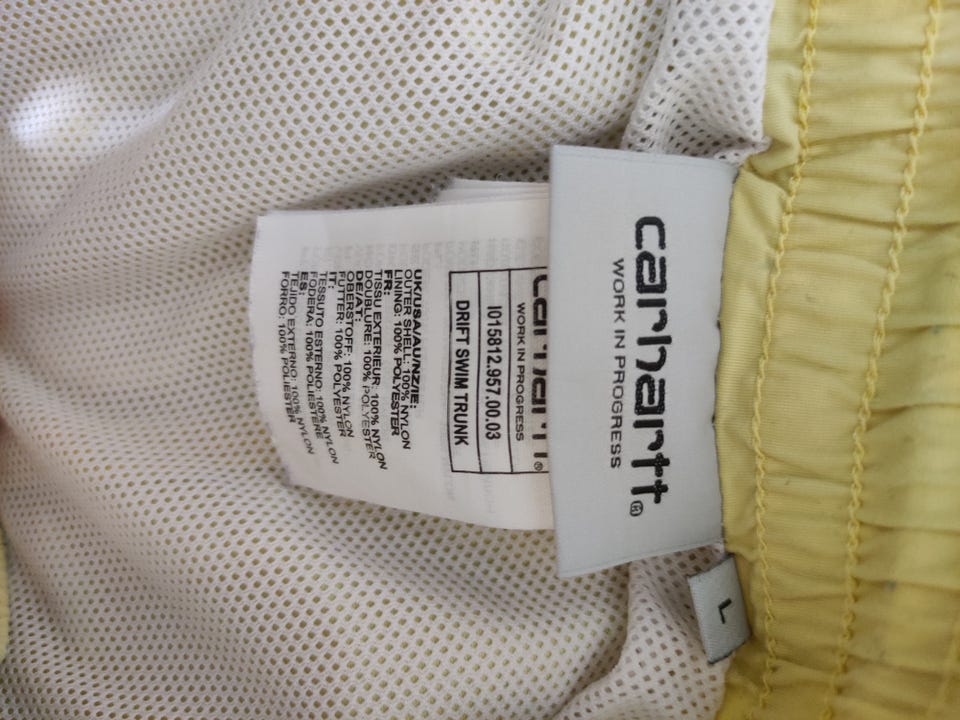 carhartt®
WORK IN PROGRESS
L
carhartt®
WORK IN PROGRESS
I015812.957.00.03
DRIFT SWIM TRUNK
UK/USA/AU/NZ/IE:
OUTER SHELL: 100% NYLON
LINING: 100% POLYESTER
FR:
TISSU EXTERIEUR: 100% NYLON
DOUBLURE: 100% POLYESTER
DE/AT:
OBERSTOFF: 100% NYLON
FUTTER: 100% POLYESTER
IT:
TESSUTO ESTERNO: 100% NYLON
FODERA: 100% POLIESTERE
ES:
TEJIDO EXTERNO: 100% NYLON
FORRO: 100% POLIESTER